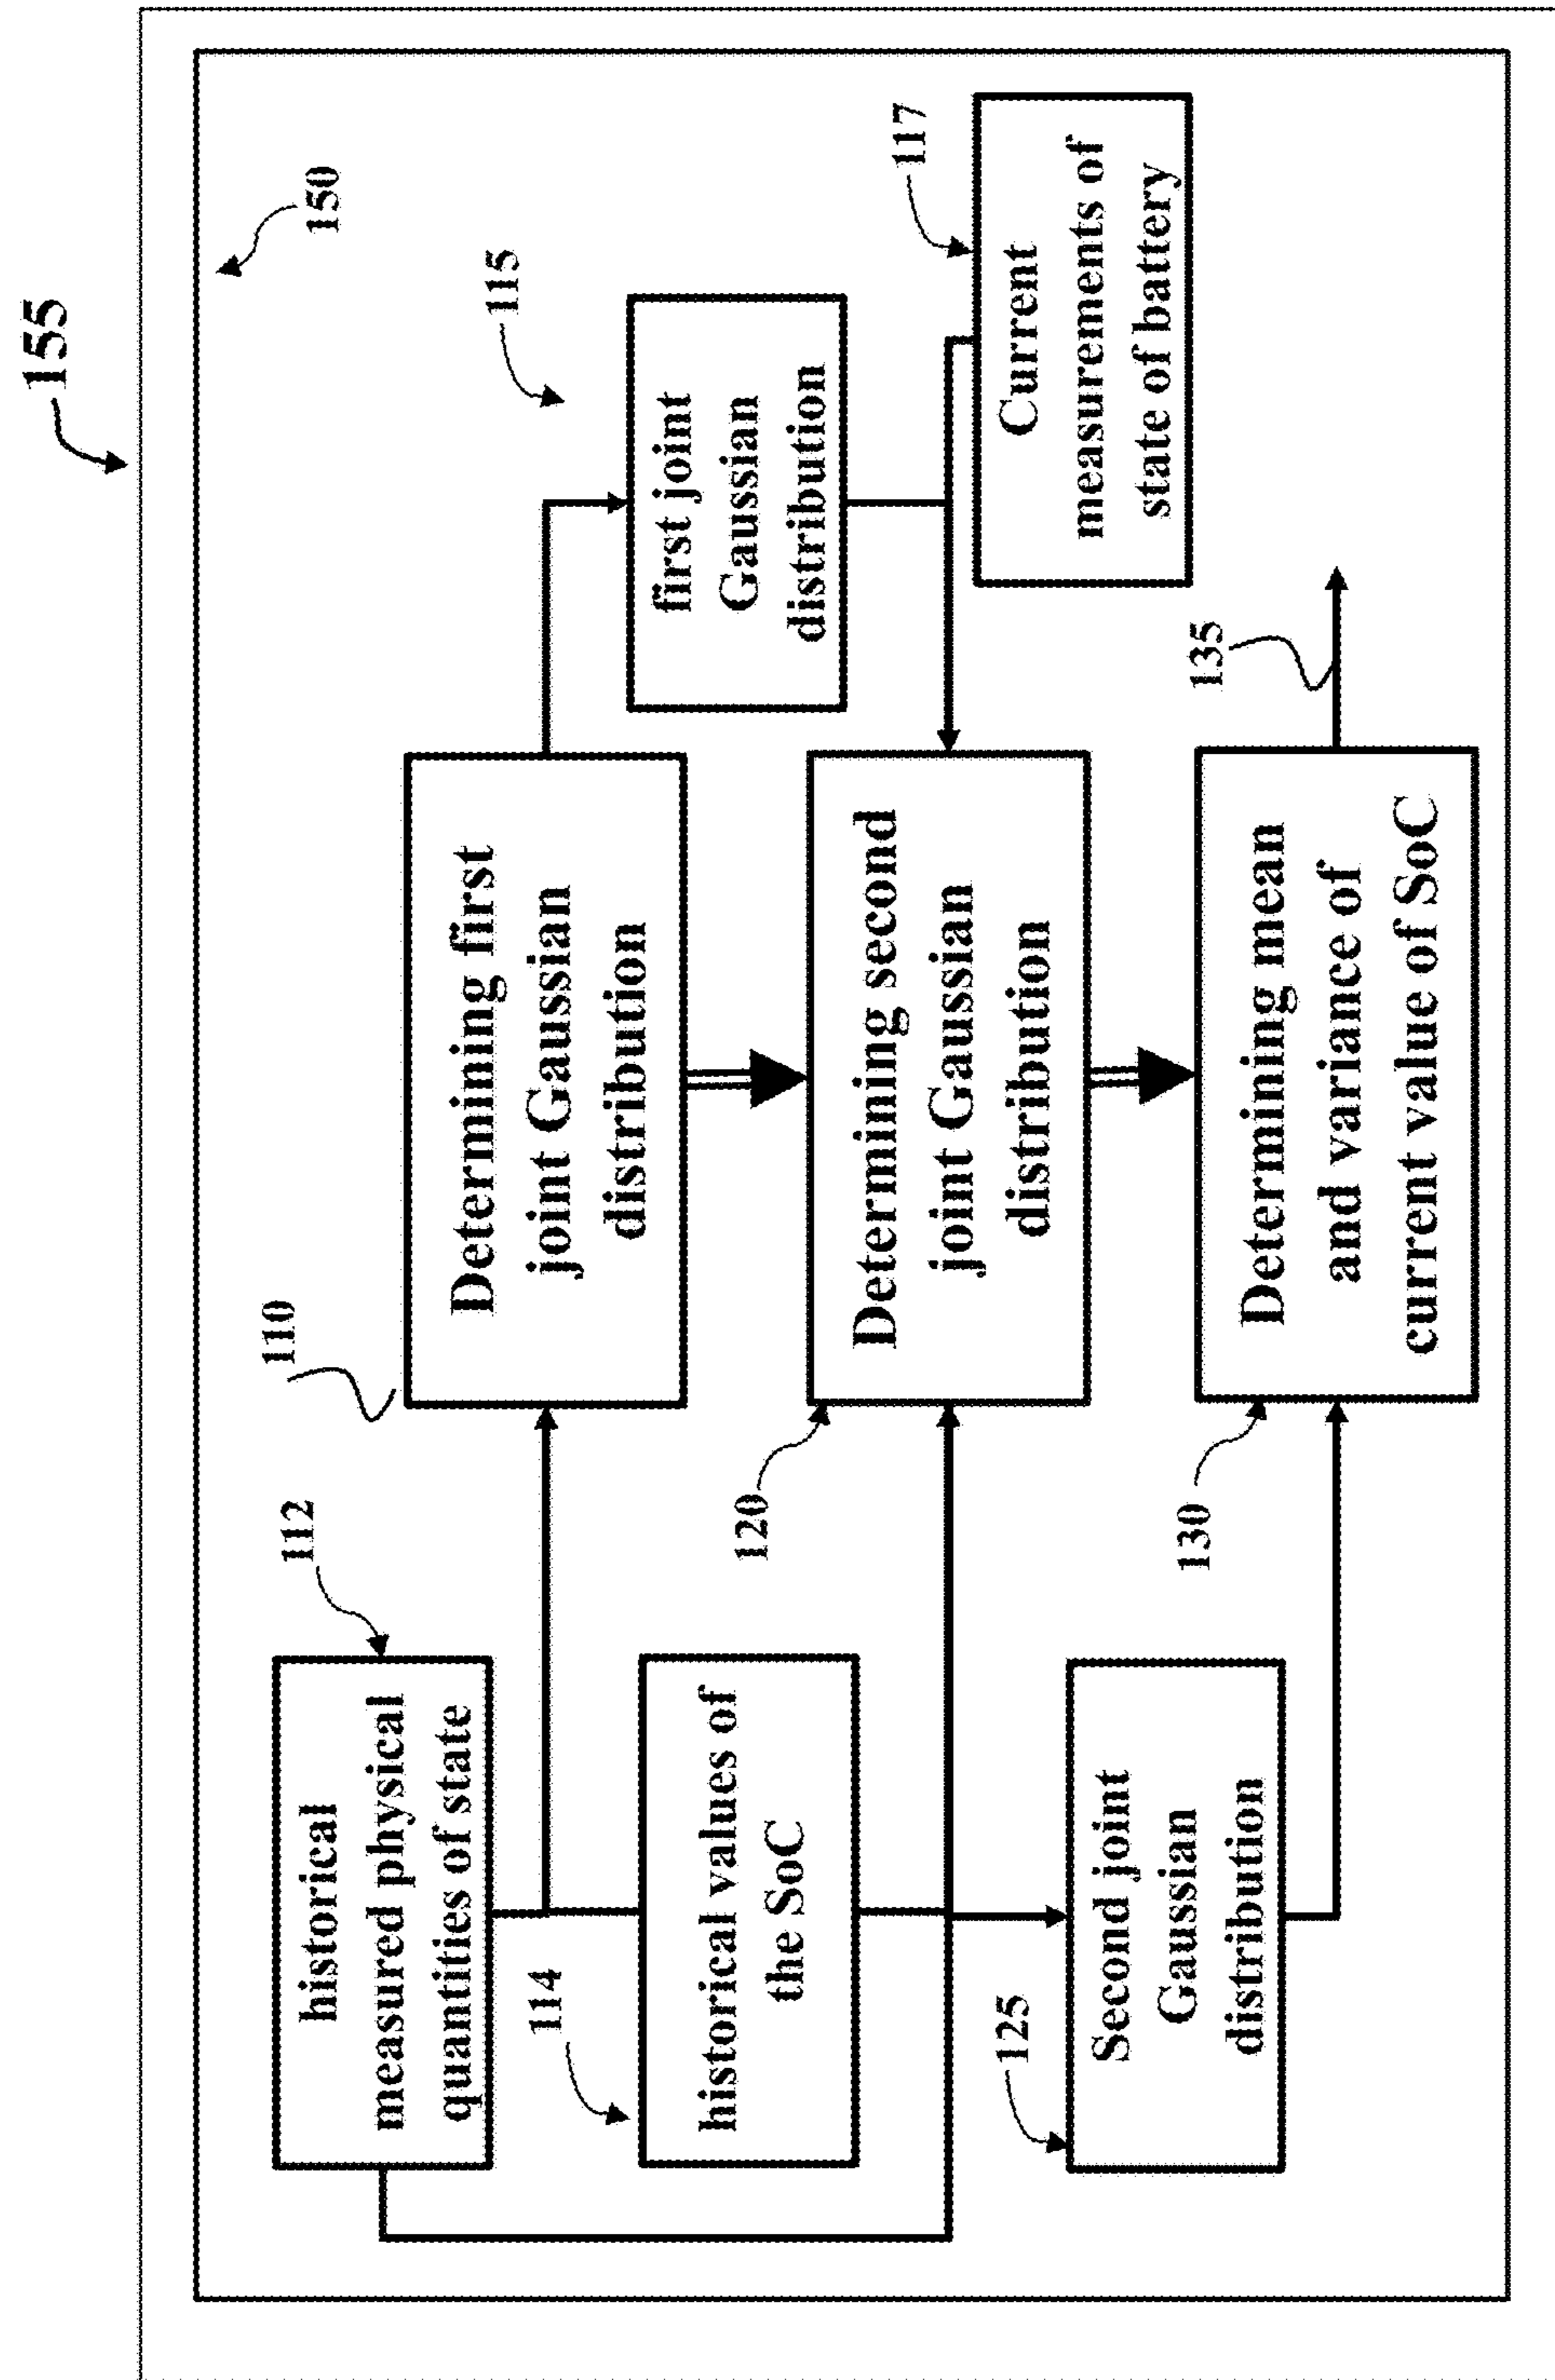 155
150
112
historical
measured physical
quantities of state
110
Determining first
joint Gaussian
distribution
115
first joint
Gaussian
distribution
114
historical values of
the SoC
120
Determining second
joint Gaussian
distribution
117
Current
measurements of
state of battery
125
Second joint
Gaussian
distribution
130
Determining mean
and variance of
current value of SoC
135